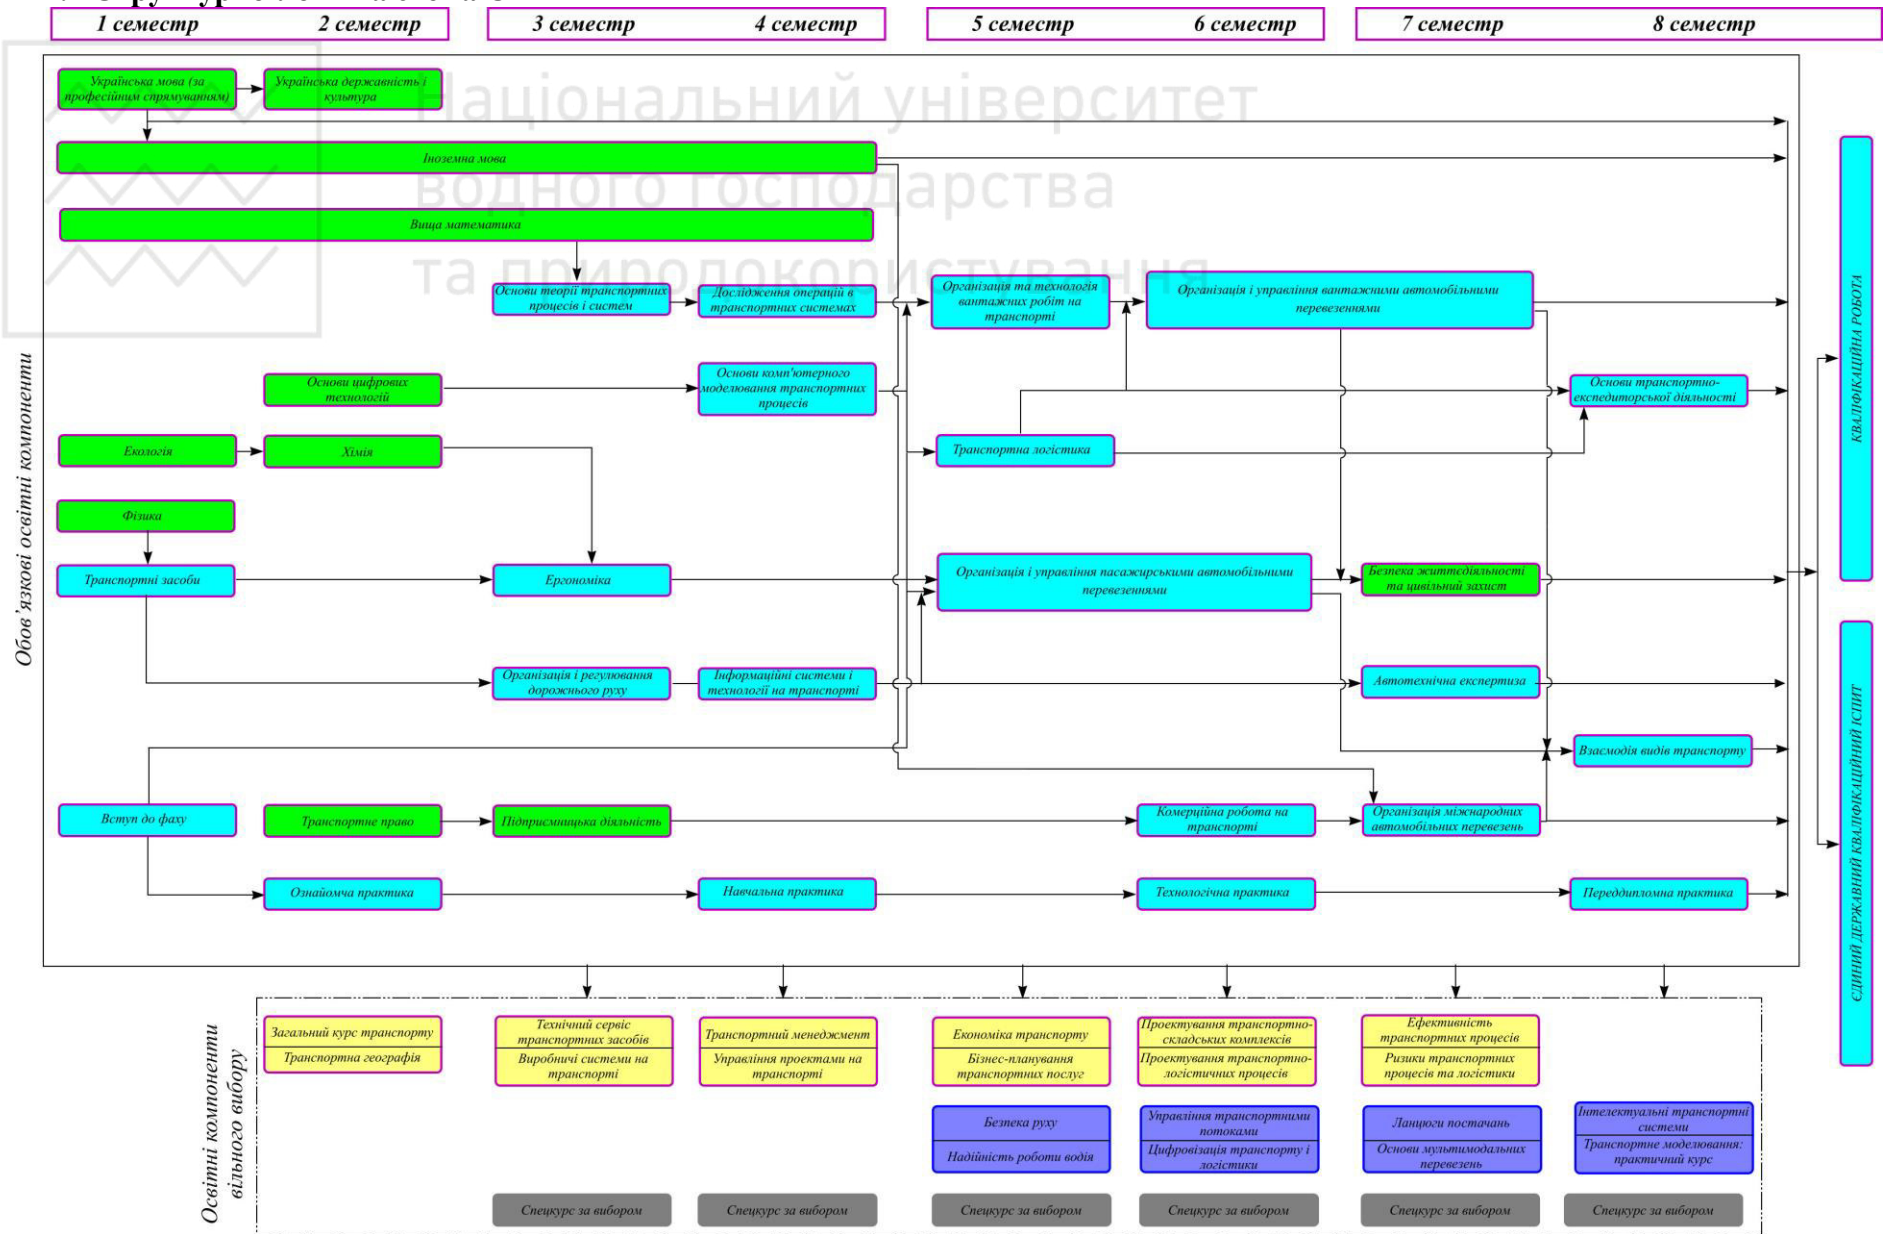 1 семестр
2 семестр
3 семестр
4 семестр
5 семестр
6 семестр
7 семестр
8 семестр
Національний університет
водного господарства
та природокористування
Українська мова (за
професійним спрямуванням)
Українська державність і
культура
Іноземна мова
Вища математика
Основи теорії транспортних
процесів і систем
Дослідження операцій в
транспортних системах
Організація та технологія
вантажних робіт на
транспорті
Організація і управління вантажними автомобільними
перевезеннями
Основи цифрових
технологій
Основи комп'ютерного
моделювання транспортних
процесів
Основи транспортно-
експедиторської діяльності
Екологія
Хімія
Транспортна логістика
Фізика
Транспортні засоби
Ергономіка
Організація і управління пасажирськими автомобільними
перевезеннями
Безпека життєдіяльності
та цивільний захист
Організація і регулювання
дорожнього руху
Інформаційні системи і
технології на транспорті
Автотехнічна експертиза
Взаємодія видів транспорту
Вступ до фаху
Транспортне право
Підприємницька діяльність
Комерційна робота на
транспорті
Організація міжнародних
автомобільних перевезень
Ознайомча практика
Навчальна практика
Технологічна практика
Переддипломна практика
Обов'язкові освітні компоненти
КВАЛІФІКАЦІЙНА РОБОТА
ЄДИНИЙ ДЕРЖАВНИЙ КВАЛІФІКАЦІЙНИЙ ІСПИТ
Освітні компоненти
вільного вибору
Загальний курс транспорту
Транспортна географія
Технічний сервіс
транспортних засобів
Виробничі системи на
транспорті
Транспортний менеджмент
Управління проектами на
транспорті
Економіка транспорту
Бізнес-планування
транспортних послуг
Проектування транспортно-
складських комплексів
Проектування транспортно-
логістичних процесів
Ефективність
транспортних процесів
Ризики транспортних
процесів та логістики
Безпека руху
Надійність роботи водія
Управління транспортними
потоками
Цифровізація транспорту і
логістики
Ланцюги постачань
Основи мультимодальних
перевезень
Інтелектуальні транспортні
системи
Транспортне моделювання:
практичний курс
Спецкурс за вибором
Спецкурс за вибором
Спецкурс за вибором
Спецкурс за вибором
Спецкурс за вибором
Спецкурс за вибором